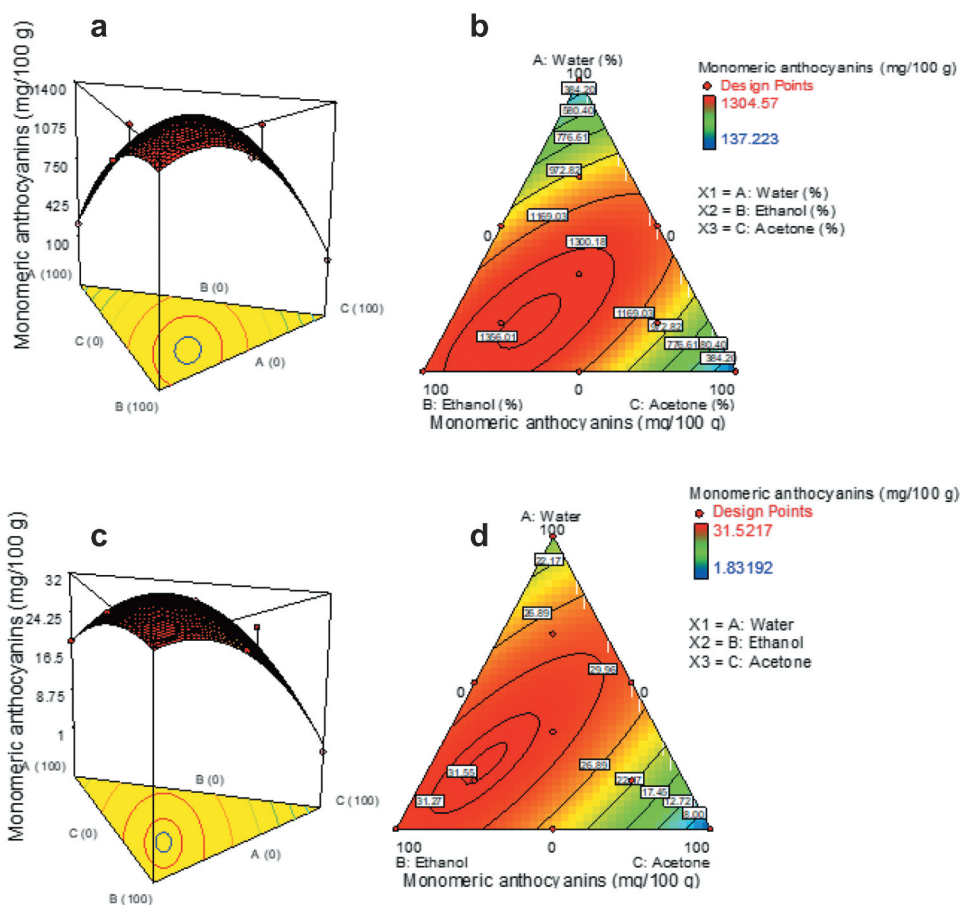 a
Monomeric anthocyanins (mg/100 g)
1400
1075
750
425
100
A (100)
B (0)
C (100)
C (0)
A (0)
B (100)
b
A: Water (%)
100
384.20
580.40
776.61
972.82
1169.03
1300.18
0
0
1169.03
972.82
1356.01
776.61
80.40
384.20
100
0
100
B: Ethanol (%)
C: Acetone (%)
Monomeric anthocyanins (mg/100 g)
Monomeric anthocyanins (mg/100 g)
Design Points
1304.57
137.223
X1 = A: Water (%)
X2 = B: Ethanol (%)
X3 = C: Acetone (%)
c
Monomeric anthocyanins (mg/100 g)
32
24.25
16.5
8.75
1
A (100)
B (0)
C (100)
C (0)
A (0)
B (100)
d
A: Water
100
22.17
26.89
29.96
0
0
31.55
26.89
31.27
17.45
12.72
8.00
100
0
100
B: Ethanol
C: Acetone
Monomeric anthocyanins (mg/100 g)
Monomeric anthocyanins (mg/100 g)
Design Points
31.5217
1.83192
X1 = A: Water
X2 = B: Ethanol
X3 = C: Acetone